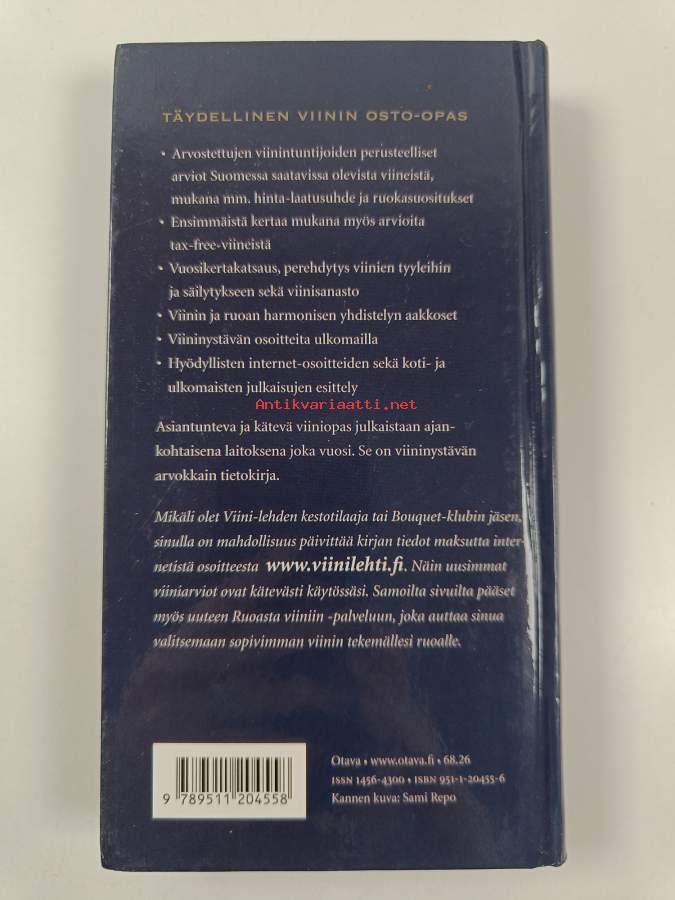 TÄYDELLINEN VIININ OSTO-OPAS
• Arvostettujen viinintuntijoiden perusteelliset
arviot Suomessa saatavissa olevista viineistä,
mukana mm. hinta-laatusuhde ja ruokasuositukset
• Ensimmäistä kertaa mukana myös arvioita
tax-free-viineistä
• Vuosikertakatsaus, perehdytys viinien tyyleihin
ja säilytykseen sekä viinisanasto
• Viinin ja ruoan harmonisen yhdistelyn aakkoset
• Viininystävän osoitteita ulkomailla
• Hyödyllisten internet-osoitteiden sekä koti- ja
ulkomaisten julkaisujen esittely
Antikvariaatti.net
Asiantunteva ja kätevä viiniopas julkaistaan ajan-
kohtaisena laitoksena joka vuosi. Se on viininystävän
arvokkain tietokirja.
Mikäli olet Viini-lehden kestotilaaja tai Bouquet-klubin jäsen,
sinulla on mahdollisuus päivittää kirjan tiedot maksutta inter-
netistä osoitteesta www.viinilehti.fi. Näin uusimmat
viiniarviot ovat kätevästi käytössäsi. Samoilta sivuilta pääset
myös uuteen Ruoasta viiniin -palveluun, joka auttaa sinua
valitsemaan sopivimman viinin tekemällesi ruoalle.
Otava • www.otava.fi • 68.26
ISSN 1456-4300 • ISBN 951-1-20455-6
Kannen kuva: Sami Repo
9 789511 204558